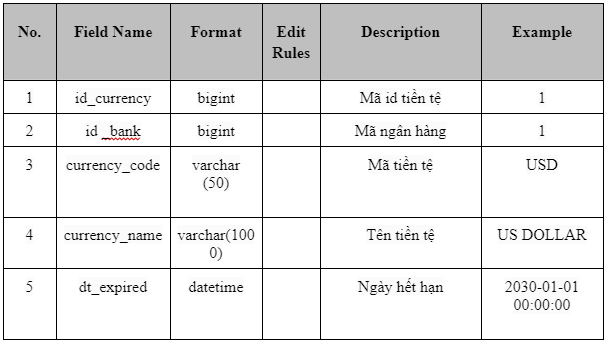 No. Field Name Format Edit Rules Description Example
1 id_currency bigint Mã id tiền tệ 1
2 id _bank bigint Mã ngân hàng 1
3 currency_code varchar (50) Mã tiền tệ USD
4 currency_name varchar(1000) Tên tiền tệ US DOLLAR
5 dt_expired datetime Ngày hết hạn 2030-01-01 00:00:00